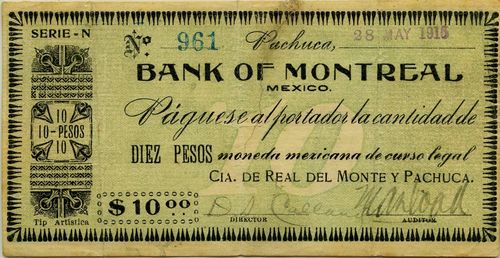 SERIE-N
Nº 961 Pachuca, 28 MAY 1915
BANK OF MONTREAL
MEXICO.
Páguese al portador la cantidad de
10
10-PESOS
10
DIEZ PESOS moneda mexicana de curso legal
CIA. DE REAL DEL MONTE Y PACHUCA.
10
$10.00
DIRECTOR AUDITOR
Tip Artistica